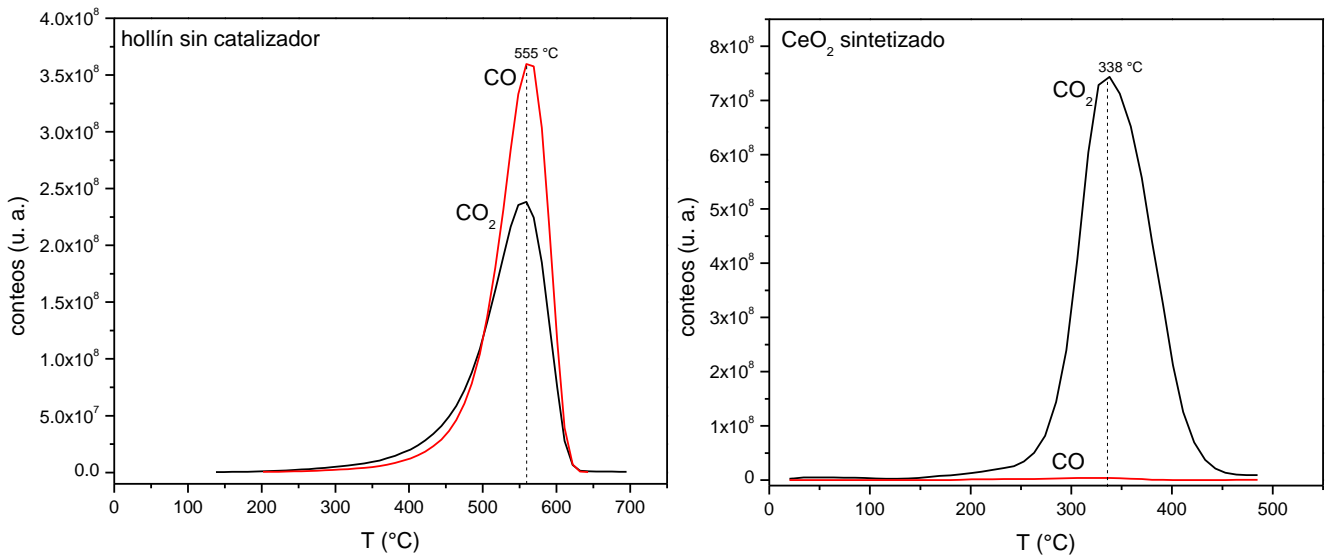 hollín sin catalizador
555 °C
CO
CO₂
4.0x10⁸
3.5x10⁸
3.0x10⁸
2.5x10⁸
2.0x10⁸
1.5x10⁸
1.0x10⁸
5.0x10⁷
0.0
conteos (u. a.)
0 100 200 300 400 500 600 700
T (°C)
CeO₂ sintetizado
338 °C
CO₂
CO
8x10⁸
7x10⁸
6x10⁸
5x10⁸
4x10⁸
3x10⁸
2x10⁸
1x10⁸
0
conteos (u. a.)
0 100 200 300 400 500
T (°C)